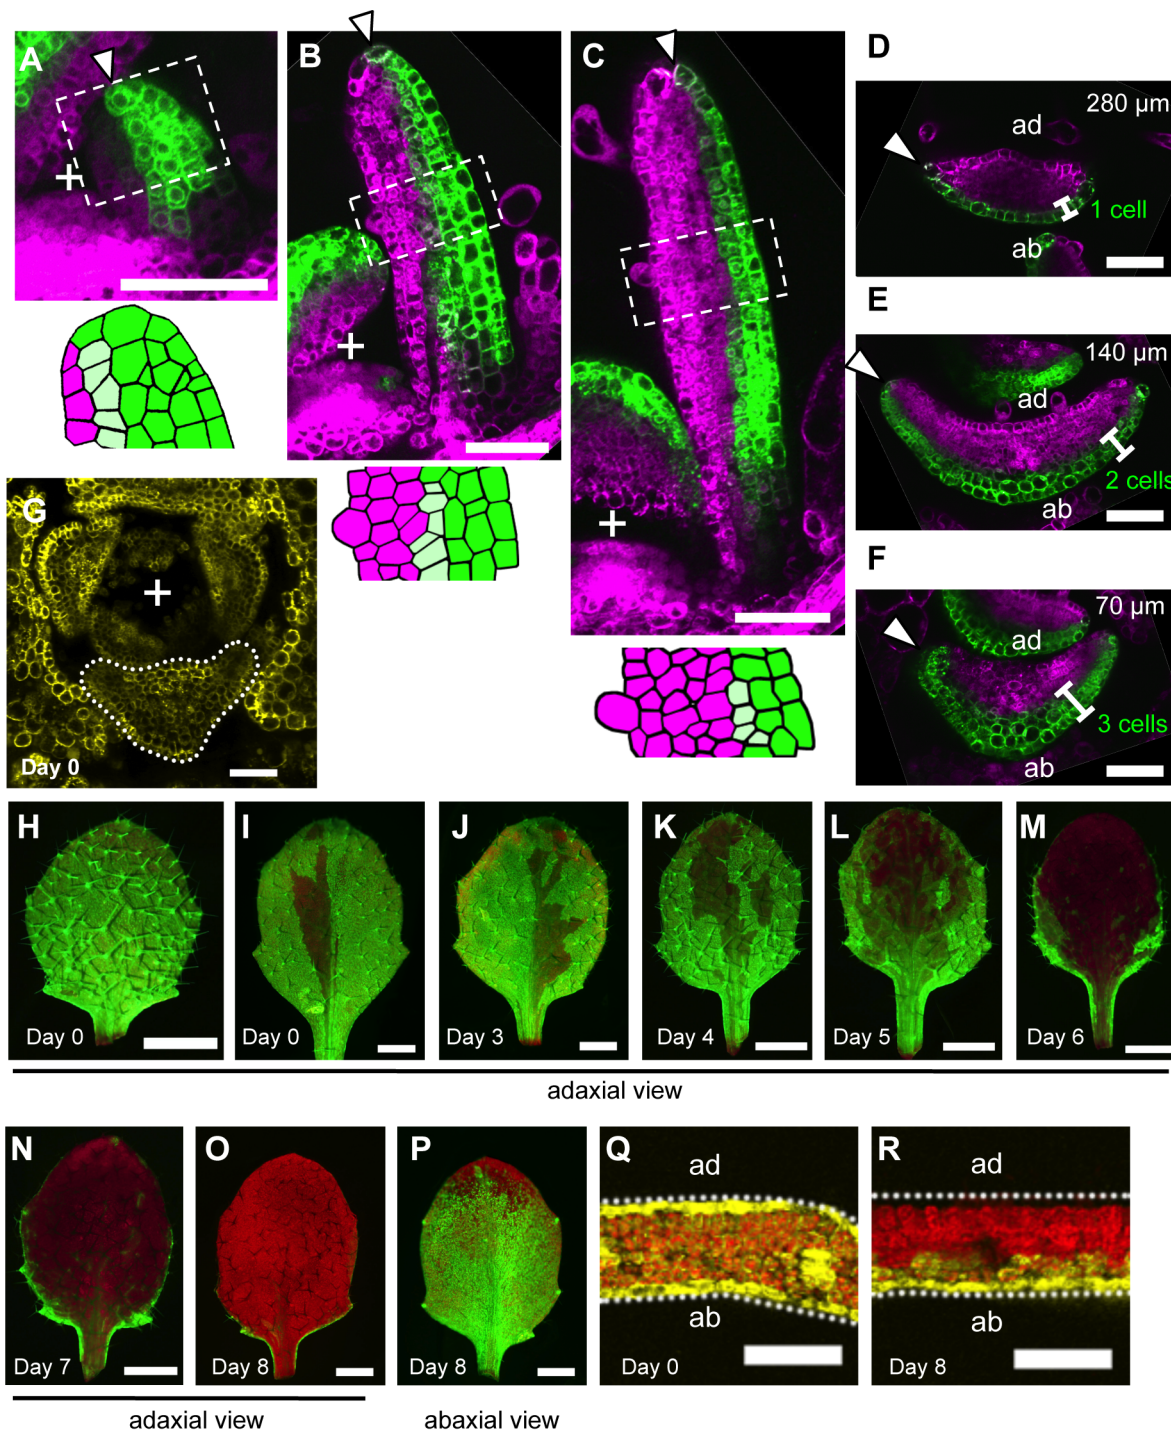 A
B
C
D
280 µm
ad
1 cell
ab
E
140 µm
ad
2 cells
ab
F
70 µm
ad
3 cells
ab
G
Day 0
H
Day 0
I
Day 0
J
Day 3
K
Day 4
L
Day 5
M
Day 6
adaxial view
N
Day 7
O
Day 8
P
Day 8
Q
ad
ab
Day 0
R
ad
ab
Day 8
adaxial view
abaxial view